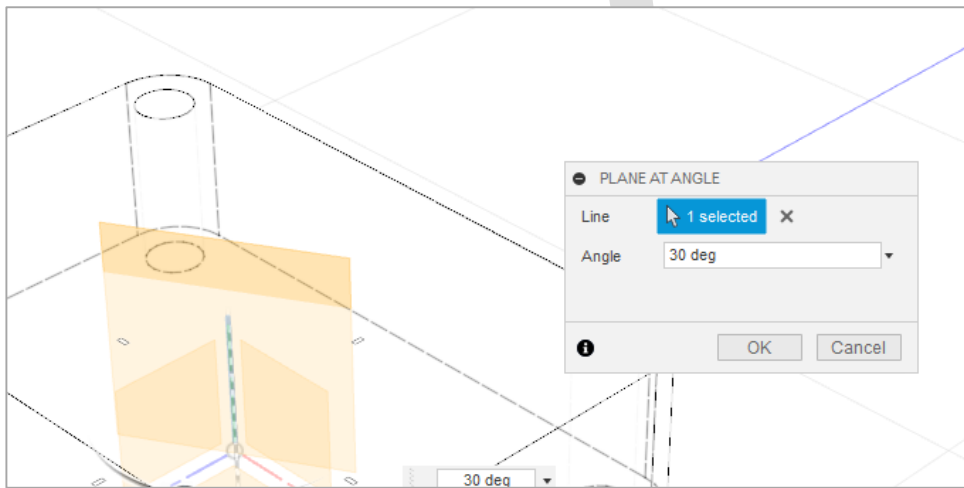 PLANE AT ANGLE
Line 1 selected
Angle 30 deg
OK Cancel
30 deg